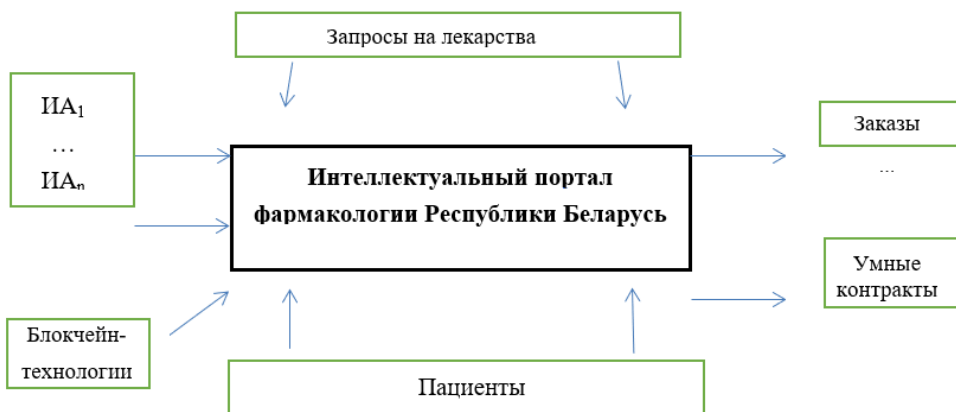 Запросы на лекарства
ИА₁
…
ИАₙ
Интеллектуальный портал
фармакологии Республики Беларусь
Заказы
...
Умные
контракты
Блокчейн-
технологии
Пациенты